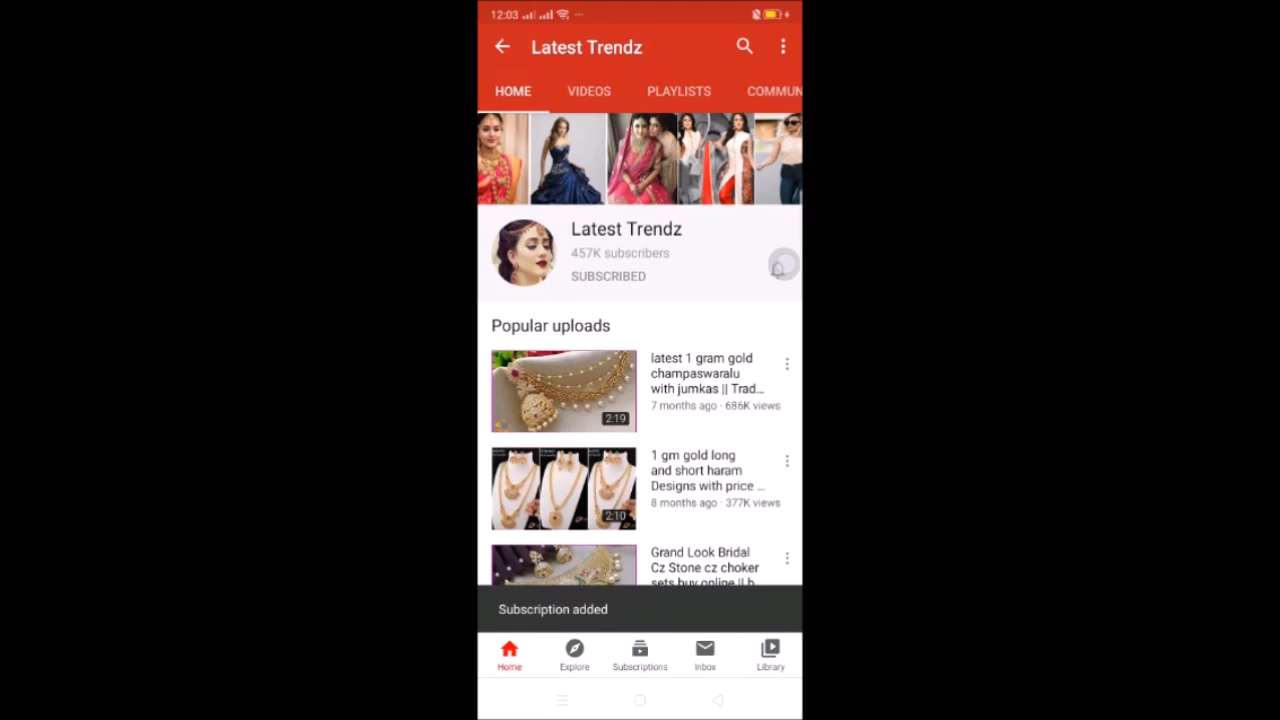 12:03
Latest Trendz
HOME VIDEOS PLAYLISTS COMMUN
Latest Trendz
457K subscribers
SUBSCRIBED
Popular uploads
latest 1 gram gold
champaswaralu
with jumkas || Trad...
7 months ago · 686K views
2:19
1 gm gold long
and short haram
Designs with price ...
8 months ago · 377K views
2:10
Grand Look Bridal
Cz Stone cz choker
sets buy online || b
Subscription added
Home Explore Subscriptions Inbox Library